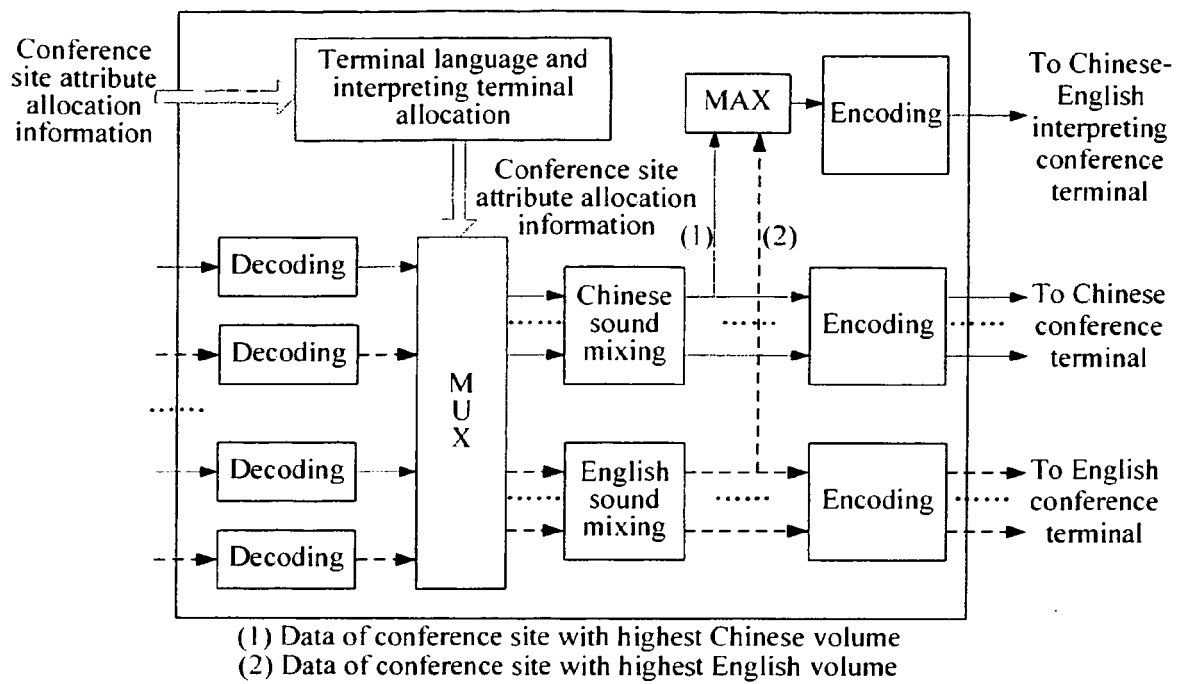 Conference
site attribute
allocation
information
Terminal language and
interpreting terminal
allocation
MAX
Encoding
To Chinese-
English
interpreting
conference
terminal
Conference site
attribute allocation
information
(1)
(2)
Decoding
Decoding
Decoding
Decoding
M
U
X
Chinese
sound
mixing
Encoding
To Chinese
conference
terminal
English
sound
mixing
Encoding
To English
conference
terminal
(1) Data of conference site with highest Chinese volume
(2) Data of conference site with highest English volume